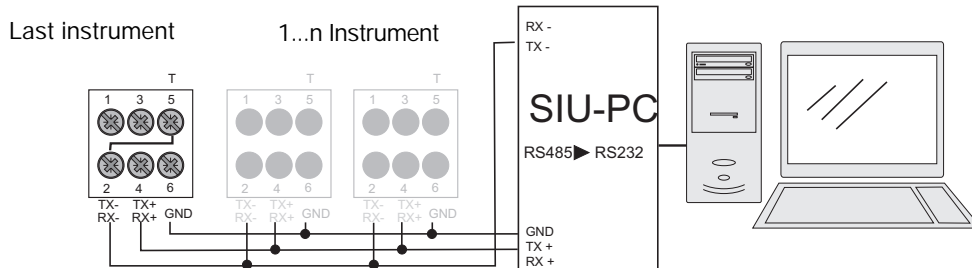 Last instrument
1...n Instrument
RX -
TX -
T
T
T
1 3 5
1 3 5
1 3 5
SIU-PC
RS485▶ RS232
2 4 6
2 4 6
2 4 6
TX- TX+ GND
RX- RX+
TX- TX+ GND
RX- RX+
TX- TX+ GND
RX- RX+
GND
TX +
RX +